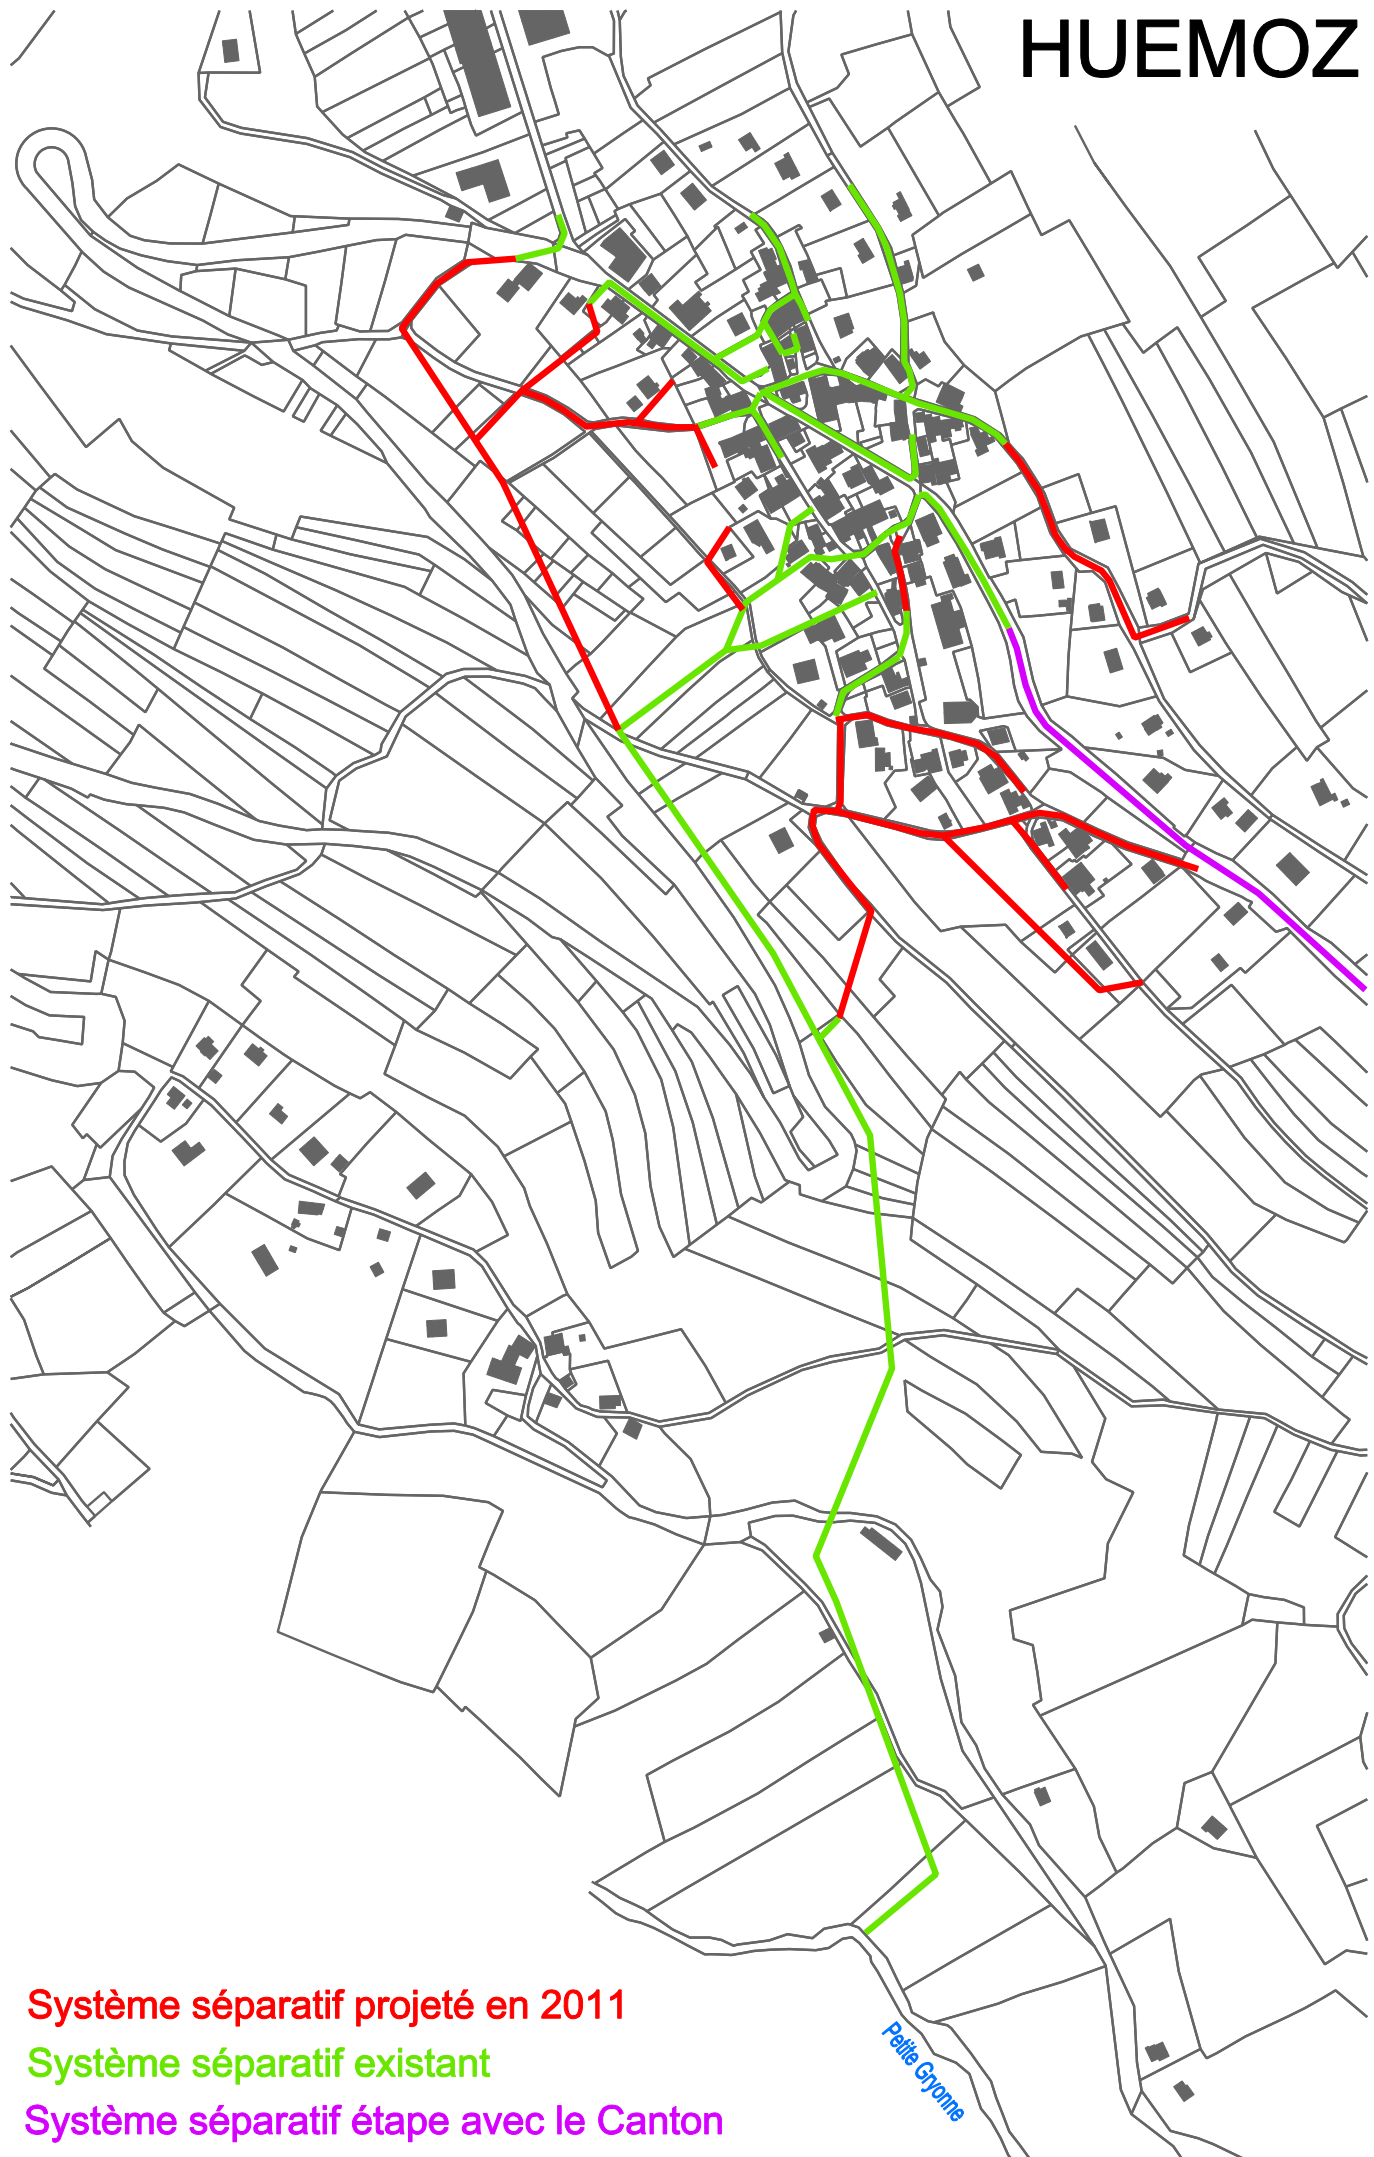 HUEMOZ
Système séparatif projeté en 2011
Système séparatif existant
Système séparatif étape avec le Canton
Petite Gryonne